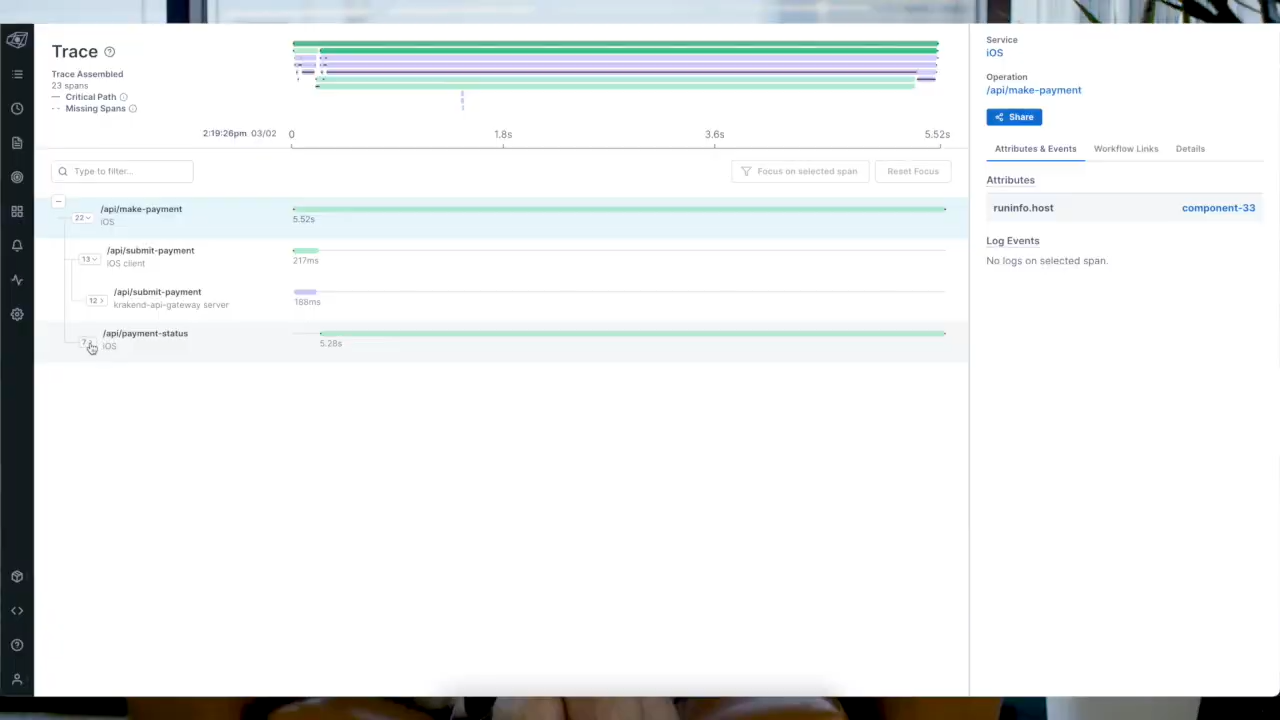 Trace
Trace Assembled
23 spans
Critical Path
Missing Spans
2:19:26pm 03/02
0 1.8s 3.6s 5.52s
Type to filter...
Focus on selected span
Reset Focus
22 /api/make-payment
iOS
5.52s
13 /api/submit-payment
iOS client
217ms
12 /api/submit-payment
krakend-api-gateway server
168ms
7 /api/payment-status
iOS
5.28s
Service
iOS
Operation
/api/make-payment
Share
Attributes & Events Workflow Links Details
Attributes
runinfo.host component-33
Log Events
No logs on selected span.